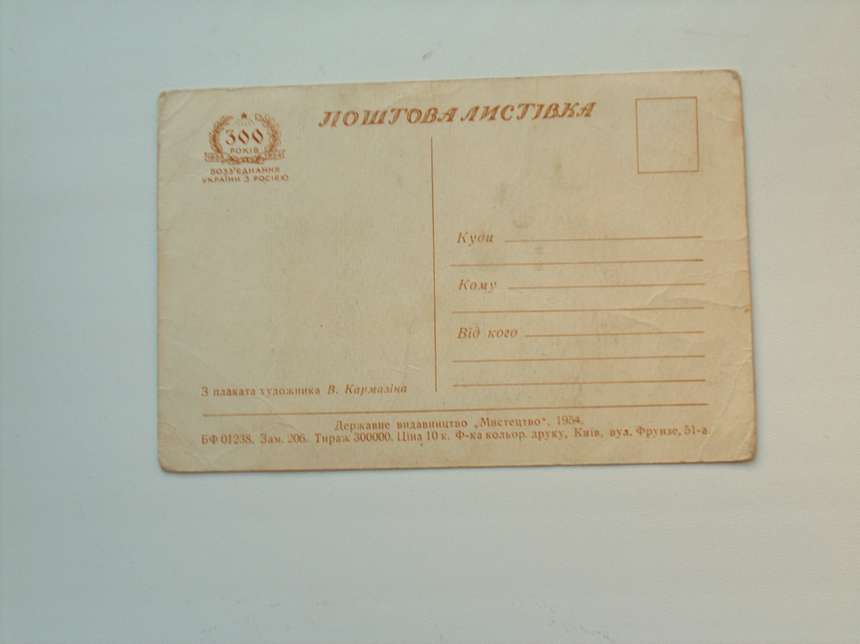 ПОШТОВА ЛИСТІВКА
300
РОКІВ
ВОЗЗ'ЄДНАННЯ
УКРАЇНИ З РОСІЄЮ
Куди
Кому
Від кого
З плаката художника В. Кармазіна
Державне видавництво „Мистецтво", 1954.
БФ 01238. Зам. 206. Тираж 300000. Ціна 10 к. Ф-ка кольор. друку, Київ, вул. Фрунзе, 51-а